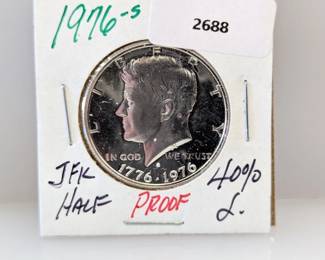 1976-S
2688
LIBERTY
IN GOD WE TRUST
S
1776·1976
JFK HALF
PROOF
40%